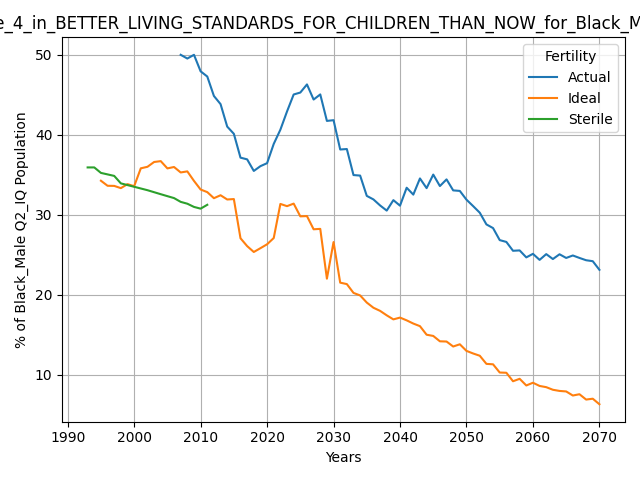 e_4_in_BETTER_LIVING_STANDARDS_FOR_CHILDREN_THAN_NOW_for_Black_M
Fertility
Actual
Ideal
Sterile
% of Black_Male Q2_IQ Population
50
40
30
20
10
1990 2000 2010 2020 2030 2040 2050 2060 2070
Years